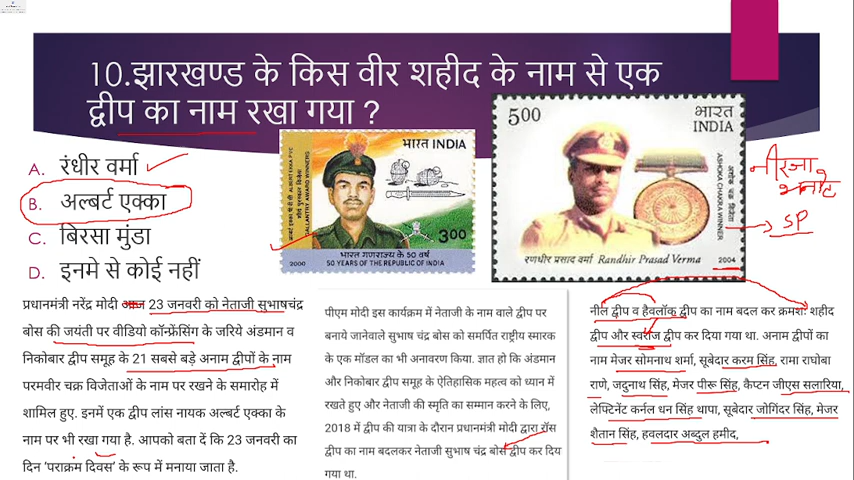 10.झारखण्ड के किस वीर शहीद के नाम से एक
द्वीप का नाम रखा गया ?
A. रंधीर वर्मा
B. अल्बर्ट एक्का
C. बिरसा मुंडा
D. इनमे से कोई नहीं
भारत INDIA
GALLANTRY AWARD WINNERS
3.00
भारत गणराज्य के 50 वर्ष
2000 50 YEARS OF THE REPUBLIC OF INDIA
5.00
भारत
INDIA
ASHOKA CHAKRA WINNER
रणधीर प्रसाद वर्मा Randhir Prasad Verma 2004
नीरजा
भनोट
SP
प्रधानमंत्री नरेंद्र मोदी आज 23 जनवरी को नेताजी सुभाषचंद्र
बोस की जयंती पर वीडियो कॉन्फ्रेंसिंग के जरिये अंडमान व
निकोबार द्वीप समूह के 21 सबसे बड़े अनाम द्वीपों के नाम
परमवीर चक्र विजेताओं के नाम पर रखने के समारोह में
शामिल हुए. इनमें एक द्वीप लांस नायक अल्बर्ट एक्का के
नाम पर भी रखा गया है. आपको बता दें कि 23 जनवरी का
दिन 'पराक्रम दिवस' के रूप में मनाया जाता है.
पीएम मोदी इस कार्यक्रम में नेताजी के नाम वाले द्वीप पर
बनाये जानेवाले सुभाष चंद्र बोस को समर्पित राष्ट्रीय स्मारक
के एक मॉडल का भी अनावरण किया. ज्ञात हो कि अंडमान
और निकोबार द्वीप समूह के ऐतिहासिक महत्व को ध्यान में
रखते हुए और नेताजी की स्मृति का सम्मान करने के लिए,
2018 में द्वीप की यात्रा के दौरान प्रधानमंत्री मोदी द्वारा रॉस
द्वीप का नाम बदलकर नेताजी सुभाष चंद्र बोस द्वीप कर दिय
गया था.
नील द्वीप व हैवलॉक द्वीप का नाम बदल कर क्रमश: शहीद
द्वीप और स्वराज द्वीप कर दिया गया था. अनाम द्वीपों का
नाम मेजर सोमनाथ शर्मा, सूबेदार करम सिंह, रामा राघोबा
राणे, जदुनाथ सिंह, मेजर पीरू सिंह, कैप्टन जीएस सलारिया,
लेफ्टिनेंट कर्नल धन सिंह थापा, सूबेदार जोगिंदर सिंह, मेजर
शैतान सिंह, हवलदार अब्दुल हमीद,